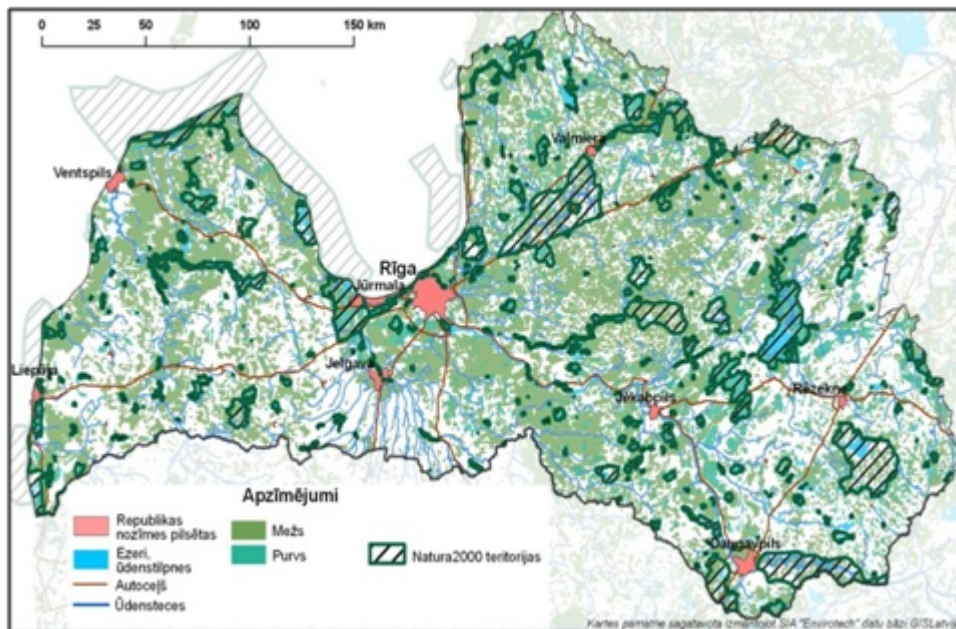 0 25 50 100 150 km
Valmiera
Ventspils
Rīga
Jūrmala
Liepāja
Jelgava
Jēkabpils
Rēzekne
Daugavpils
Apzīmējumi
Republikas
nozīmes pilsētas
Ezeri,
ūdenstilpnes
Autoceļš
Ūdensteces
Mežs
Purvs
Natura2000 teritorijas
Kartes pamatne sagatavota izmantojot SIA "Envirotech" datu bāzi GISLatvija